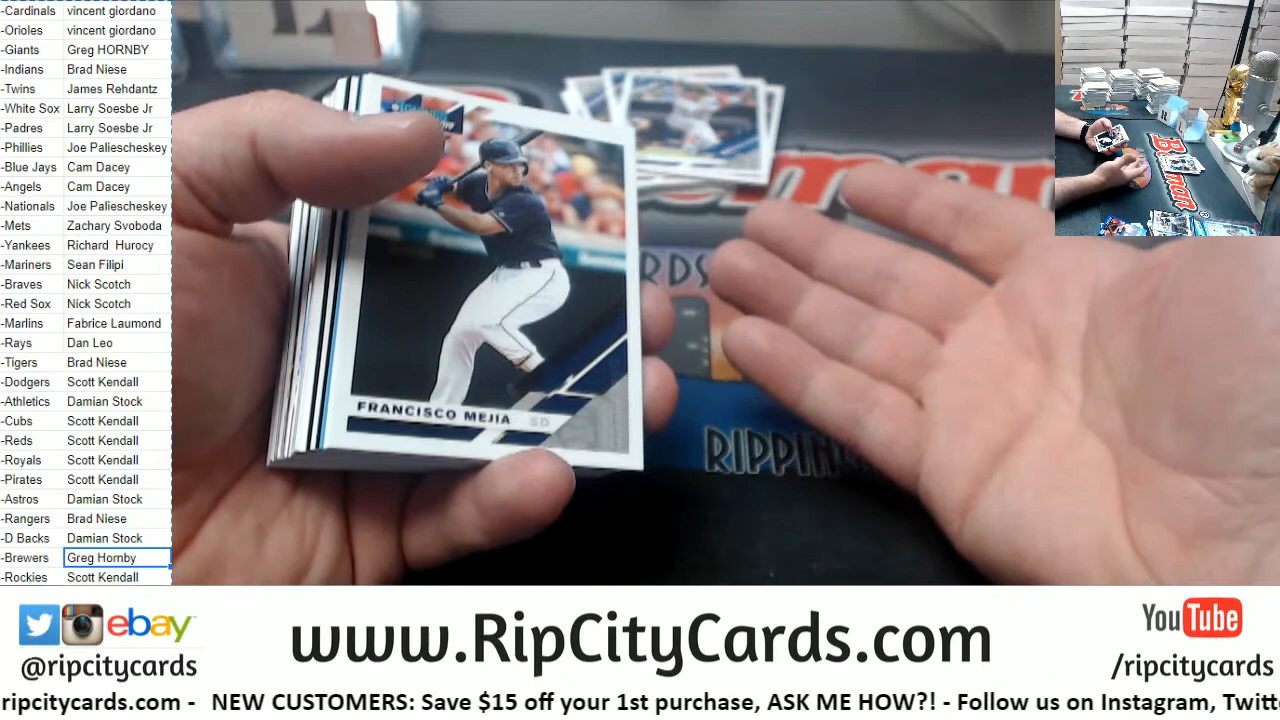 -Cardinals vincent giordano
-Orioles vincent giordano
-Giants Greg HORNBY
-Indians Brad Niese
-Twins James Rehdantz
-White Sox Larry Soesbe Jr
-Padres Larry Soesbe Jr
-Phillies Joe Paliescheskey
-Blue Jays Cam Dacey
-Angels Cam Dacey
-Nationals Joe Paliescheskey
-Mets Zachary Svoboda
-Yankees Richard Hurocy
-Mariners Sean Filipi
-Braves Nick Scotch
-Red Sox Nick Scotch
-Marlins Fabrice Laumond
-Rays Dan Leo
-Tigers Brad Niese
-Dodgers Scott Kendall
-Athletics Damian Stock
-Cubs Scott Kendall
-Reds Scott Kendall
-Royals Scott Kendall
-Pirates Scott Kendall
-Astros Damian Stock
-Rangers Brad Niese
-D Backs Damian Stock
-Brewers Greg Hornby
-Rockies Scott Kendall
FRANCISCO MEJIA SD
RDS
RIPPIN
Bowman
ebay
@ripcitycards
www.RipCityCards.com
YouTube
/ripcitycards
ripcitycards.com - NEW CUSTOMERS: Save $15 off your 1st purchase, ASK ME HOW?! - Follow us on Instagram, Twitt